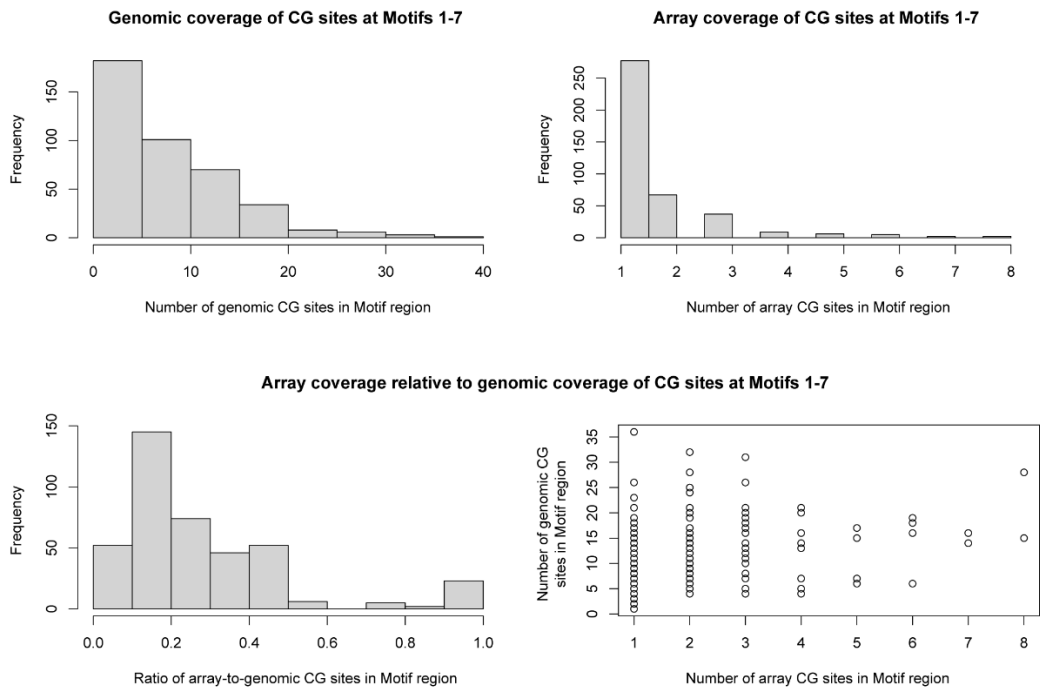 Genomic coverage of CG sites at Motifs 1-7
Frequency
0 50 100 150
0 10 20 30 40
Number of genomic CG sites in Motif region
Array coverage of CG sites at Motifs 1-7
Frequency
0 50 100 150 200 250
1 2 3 4 5 6 7 8
Number of array CG sites in Motif region
Array coverage relative to genomic coverage of CG sites at Motifs 1-7
Frequency
0 50 100 150
0.0 0.2 0.4 0.6 0.8 1.0
Ratio of array-to-genomic CG sites in Motif region
Number of genomic CG
sites in Motif region
0 5 10 15 20 25 30 35
1 2 3 4 5 6 7 8
Number of array CG sites in Motif region